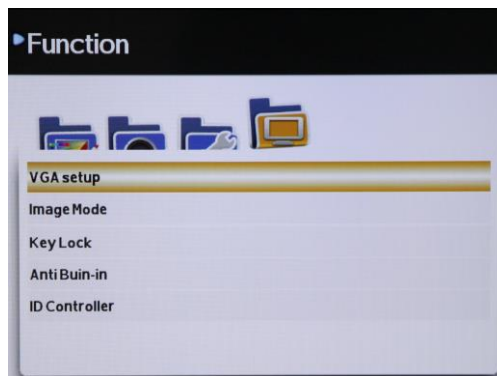 Function
VGA setup
Image Mode
Key Lock
Anti Buin-in
ID Controller